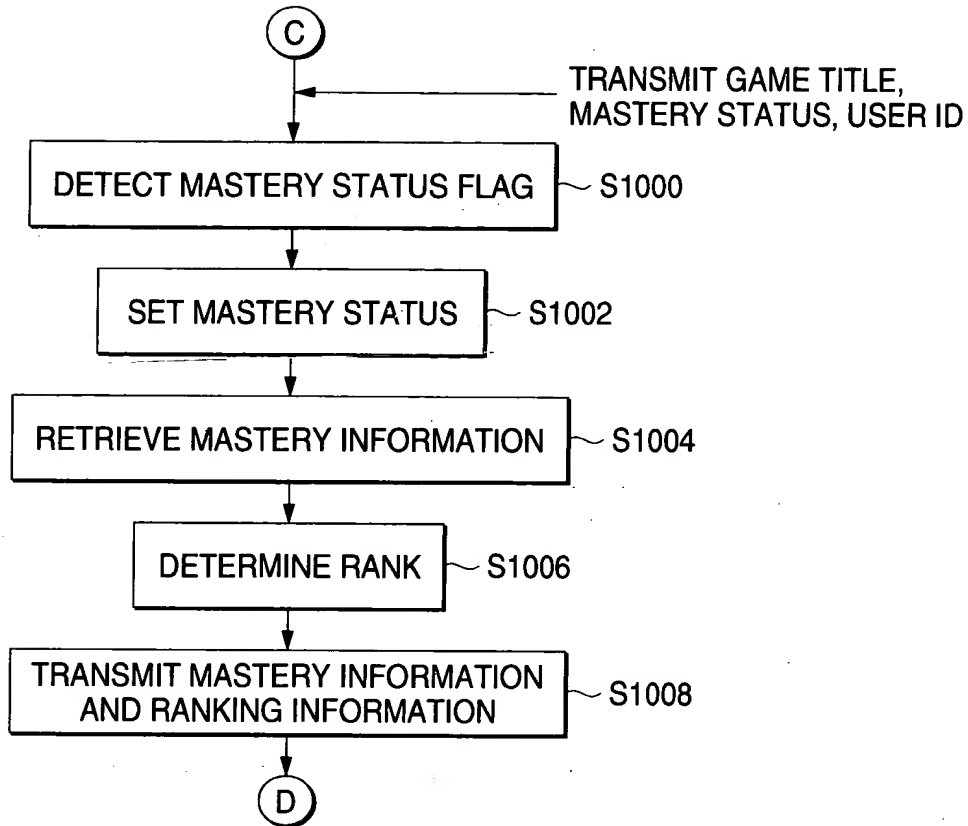 C
TRANSMIT GAME TITLE,
MASTERY STATUS, USER ID
DETECT MASTERY STATUS FLAG
S1000
SET MASTERY STATUS
S1002
RETRIEVE MASTERY INFORMATION
S1004
DETERMINE RANK
S1006
TRANSMIT MASTERY INFORMATION
AND RANKING INFORMATION
S1008
D